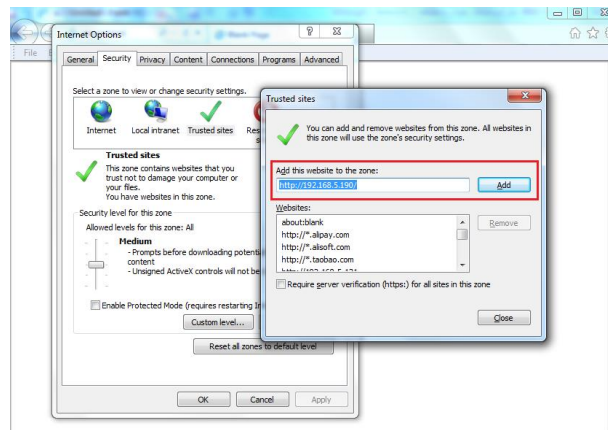 Internet Options
File
General Security Privacy Content Connections Programs Advanced
Select a zone to view or change security settings.
Internet Local intranet Trusted sites
Trusted sites
This zone contains websites that you
trust not to damage your computer or
your files.
You have websites in this zone.
Security level for this zone
Allowed levels for this zone: All
Medium
- Prompts before downloading
content
- Unsigned ActiveX controls will not be
Enable Protected Mode (requires restarting
Custom level...
Reset all zones to default level
OK Cancel Apply
Trusted sites
You can add and remove websites from this zone. All websites in
this zone will use the zone's security settings.
Add this website to the zone:
http://192.168.5.190/ Add
Websites:
about:blank Remove
http://*.alipay.com
http://*.alisoft.com
http://*.taobao.com
Require server verification (https:) for all sites in this zone
Close